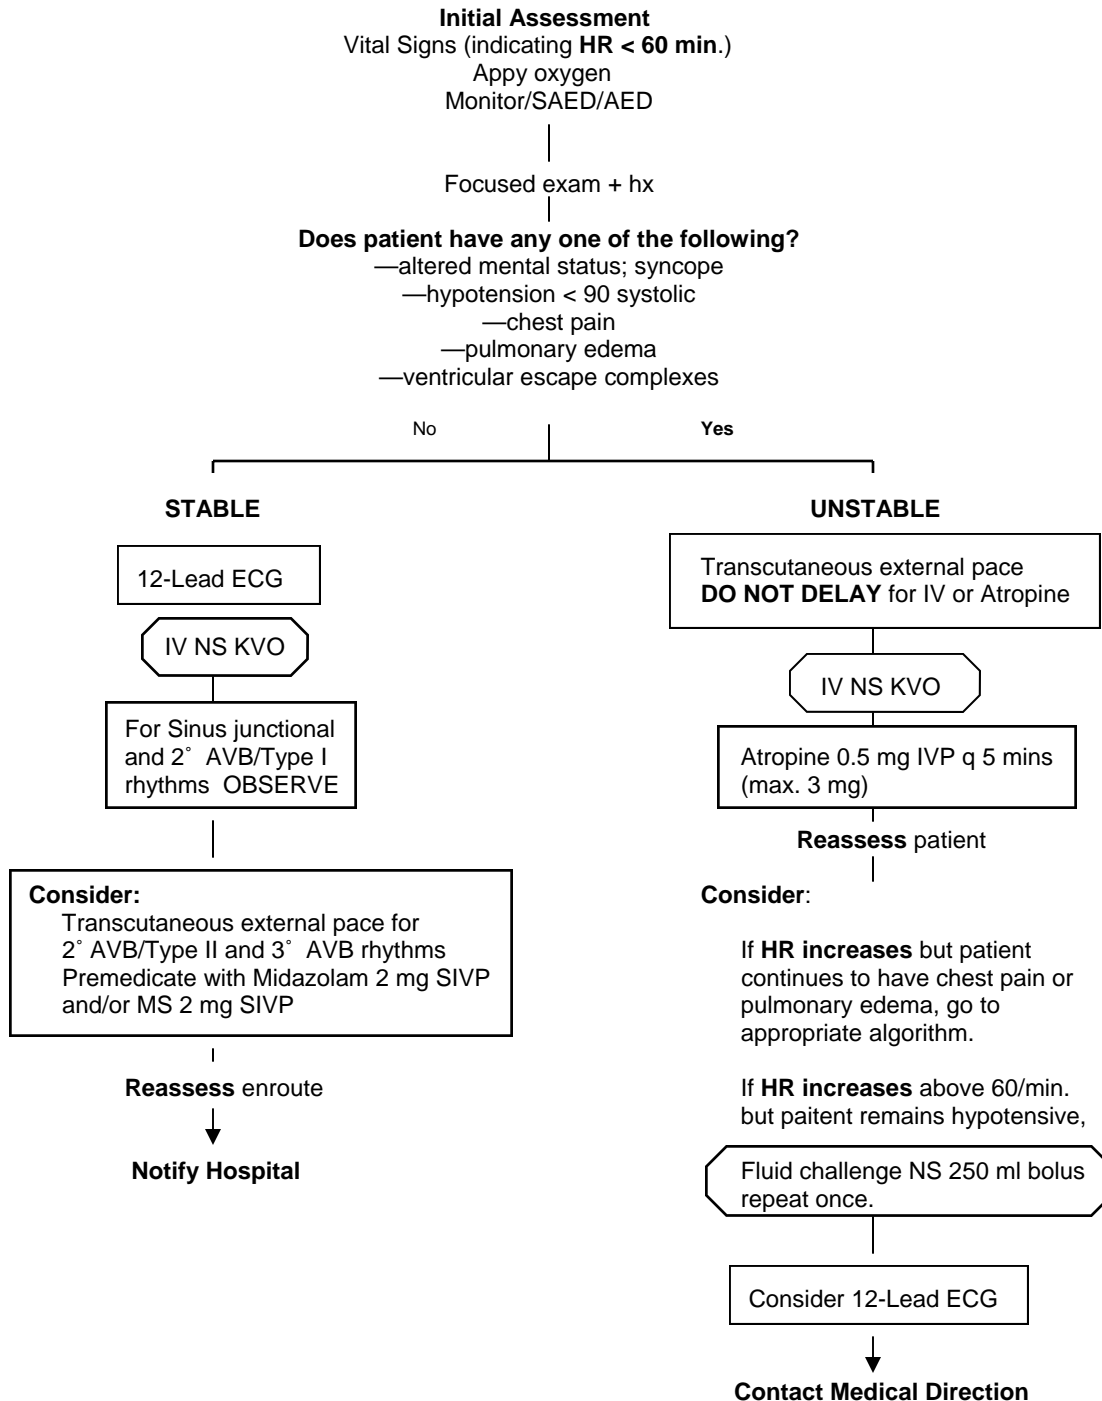 Initial Assessment
Vital Signs (indicating HR < 60 min.)
Appy oxygen
Monitor/SAED/AED
Focused exam + hx
Does patient have any one of the following?
—altered mental status; syncope
—hypotension < 90 systolic
—chest pain
—pulmonary edema
—ventricular escape complexes
No
Yes
STABLE
12-Lead ECG
IV NS KVO
For Sinus junctional
and 2˚ AVB/Type I
rhythms OBSERVE
Consider:
Transcutaneous external pace for
2˚ AVB/Type II and 3˚ AVB rhythms
Premedicate with Midazolam 2 mg SIVP
and/or MS 2 mg SIVP
Reassess enroute
Notify Hospital
UNSTABLE
Transcutaneous external pace
DO NOT DELAY for IV or Atropine
IV NS KVO
Atropine 0.5 mg IVP q 5 mins
(max. 3 mg)
Reassess patient
Consider:
If HR increases but patient
continues to have chest pain or
pulmonary edema, go to
appropriate algorithm.
If HR increases above 60/min.
but paitent remains hypotensive,
Fluid challenge NS 250 ml bolus
repeat once.
Consider 12-Lead ECG
Contact Medical Direction